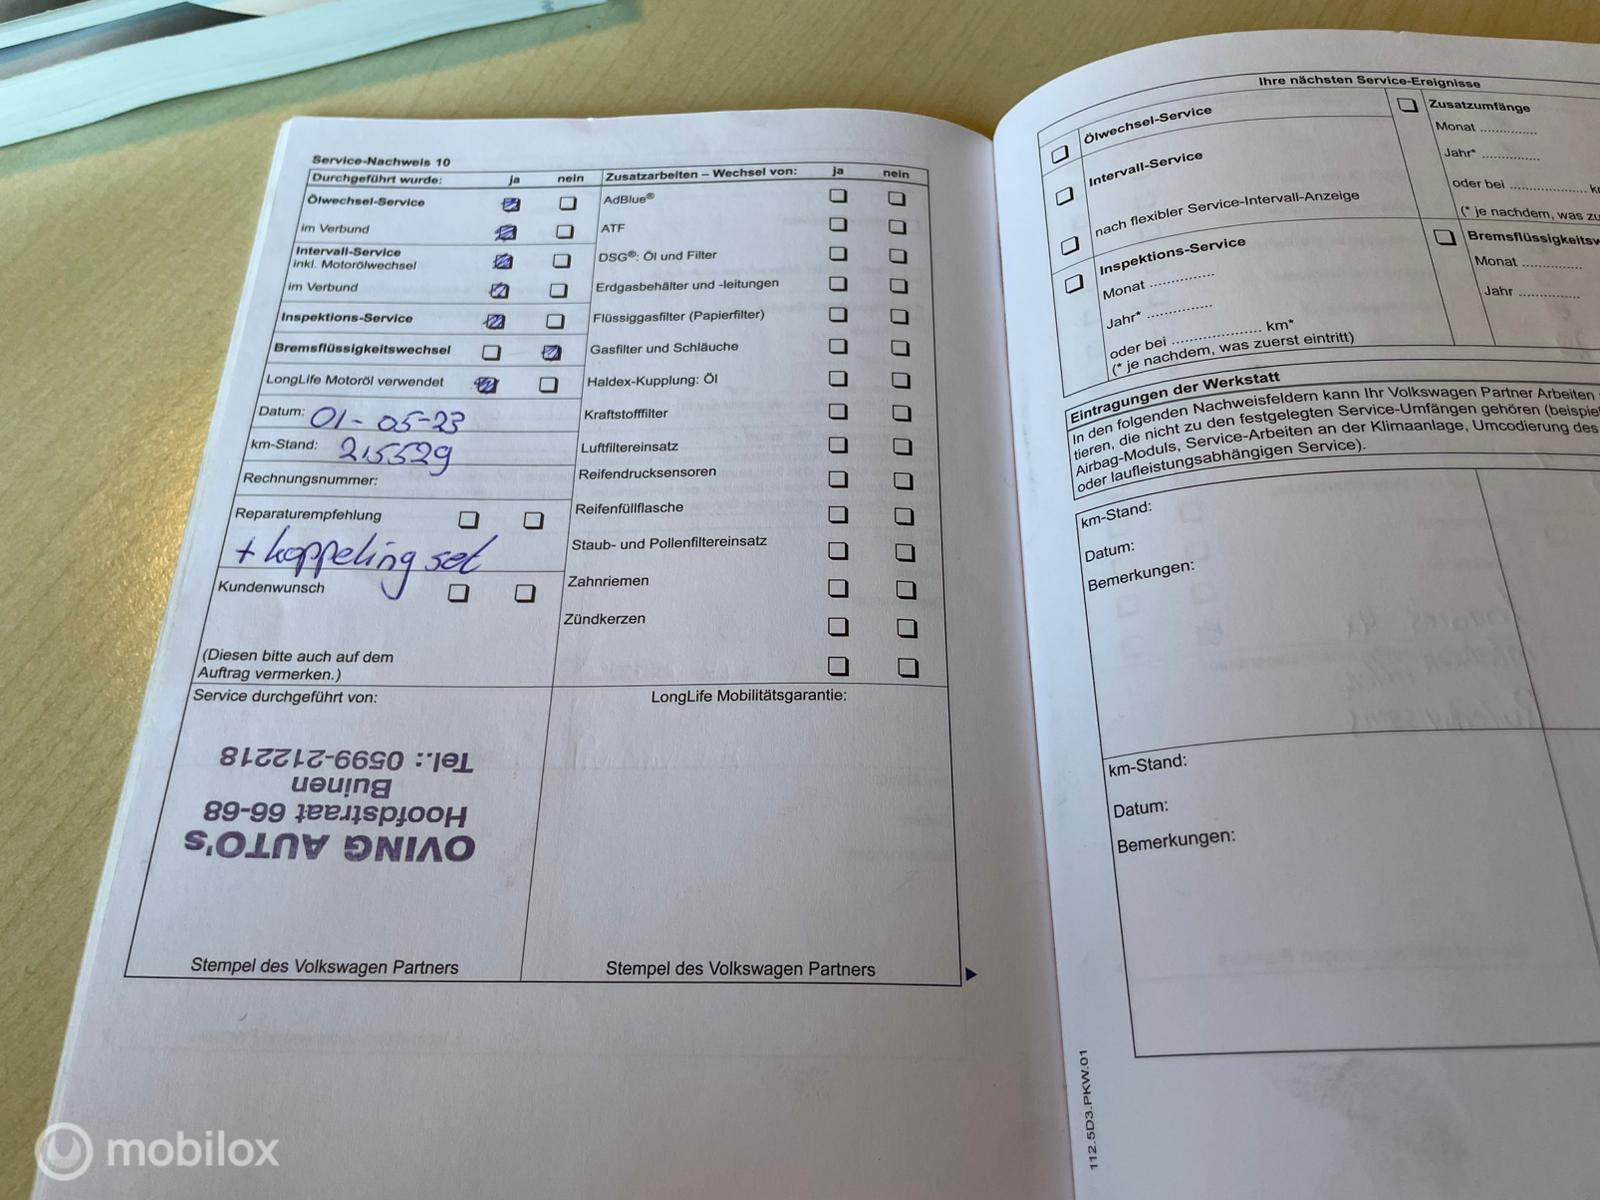 Service-Nachweis 10
Durchgeführt wurde: ja nein
Ölwechsel-Service
im Verbund
Intervall-Service
inkl. Motorölwechsel
im Verbund
Inspektions-Service
Bremsflüssigkeitswechsel
LongLife Motoröl verwendet
Datum: 01-05-23
km-Stand: 215529
Rechnungsnummer:
Reparaturempfehlung
+ koppeling set
Kundenwunsch
(Diesen bitte auch auf dem
Auftrag vermerken.)
Zusatzarbeiten – Wechsel von: ja nein
AdBlue®
ATF
DSG®: Öl und Filter
Erdgasbehälter und -leitungen
Flüssiggasfilter (Papierfilter)
Gasfilter und Schläuche
Haldex-Kupplung: Öl
Kraftstofffilter
Luftfiltereinsatz
Reifendrucksensoren
Reifenfüllflasche
Staub- und Pollenfiltereinsatz
Zahnriemen
Zündkerzen
Service durchgeführt von:
OVING AUTO's
Hoofdstraat 66-68
Buinen
Tel.: 0599-212218
Stempel des Volkswagen Partners
LongLife Mobilitätsgarantie:
Stempel des Volkswagen Partners
Ihre nächsten Service-Ereignisse
Ölwechsel-Service
Intervall-Service
nach flexibler Service-Intervall-Anzeige
Inspektions-Service
Monat ...............
Jahr* ...............
oder bei ..................... km*
(* je nachdem, was zuerst eintritt)
Zusatzumfänge
Monat .............
Jahr* .............
oder bei .................
(* je nachdem, was
Monat .............
Jahr .............
Eintragungen der Werkstatt
In den folgenden Nachweisfeldern kann Ihr Volkswagen Partner Arbeiten
tieren, die nicht zu den festgelegten Service-Umfängen gehören
Airbag-Moduls, Service-Arbeiten an der Klimaanlage, Umcodierung des
oder laufleistungsabhängigen Service).
km-Stand:
Datum:
Bemerkungen:
km-Stand:
Datum:
Bemerkungen:
112.5D3.PKW.01
mobilox